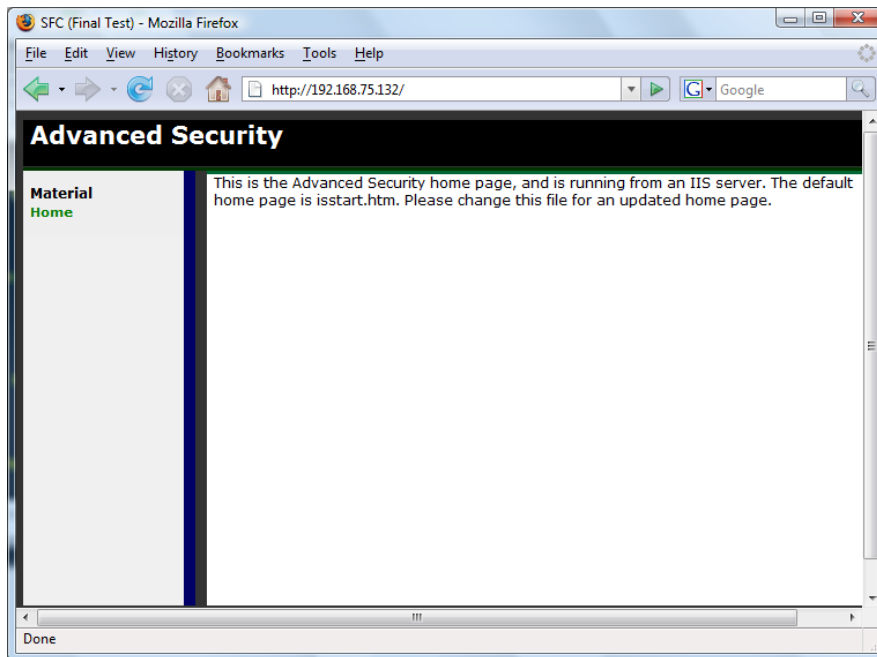 SFC (Final Test) - Mozilla Firefox
File Edit View History Bookmarks Tools Help
http://192.168.75.132/ G Google
Advanced Security
Material
Home
This is the Advanced Security home page, and is running from an IIS server. The default
home page is isstart.htm. Please change this file for an updated home page.
Done